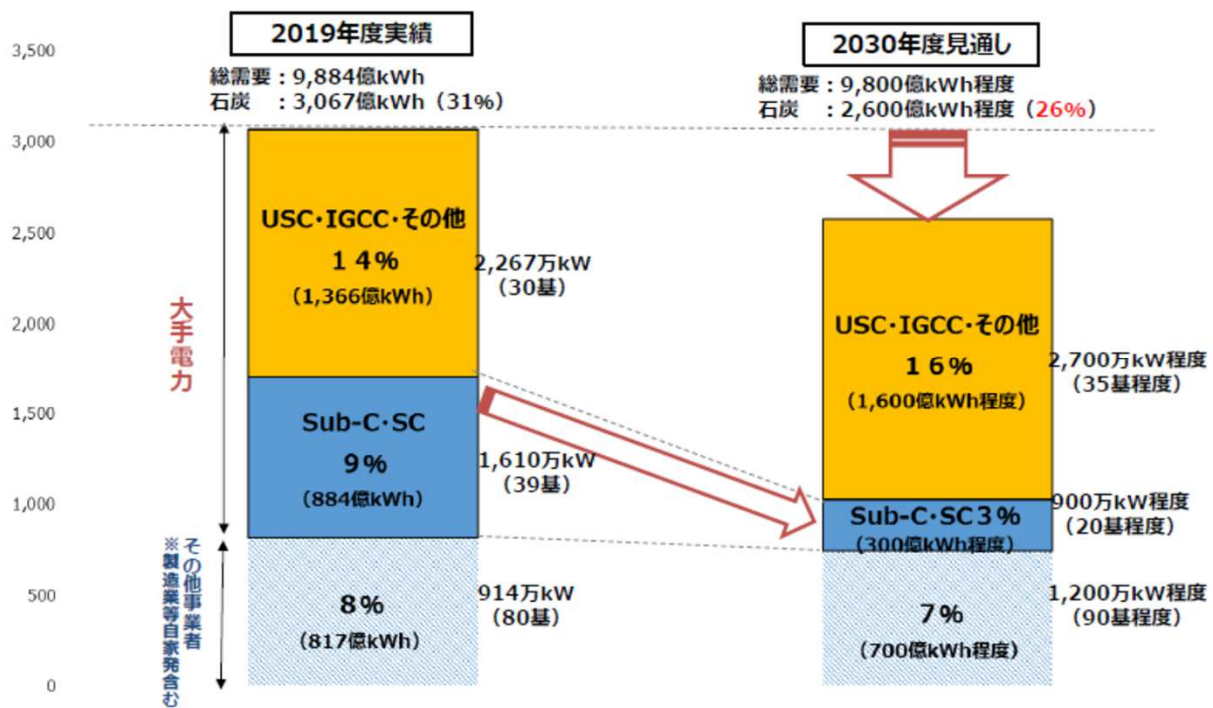 2019年度実績
総需要：9,884億kWh
石炭　：3,067億kWh（31%）
2030年度見通し
総需要：9,800億kWh程度
石炭　：2,600億kWh程度（26%）
3,500
3,000
2,500
2,000
1,500
1,000
500
0
大手電力
その他事業者
※製造業等自家発含む
USC・IGCC・その他
１４%
（1,366億kWh）
2,267万kW
（30基）
Sub-C・SC
９%
（884億kWh）
1,610万kW
（39基）
８%
（817億kWh）
914万kW
（80基）
USC・IGCC・その他
１６%
（1,600億kWh程度）
2,700万kW程度
（35基程度）
Sub-C・SC３%
（300億kWh程度）
900万kW程度
（20基程度）
７%
（700億kWh程度）
1,200万kW程度
（90基程度）